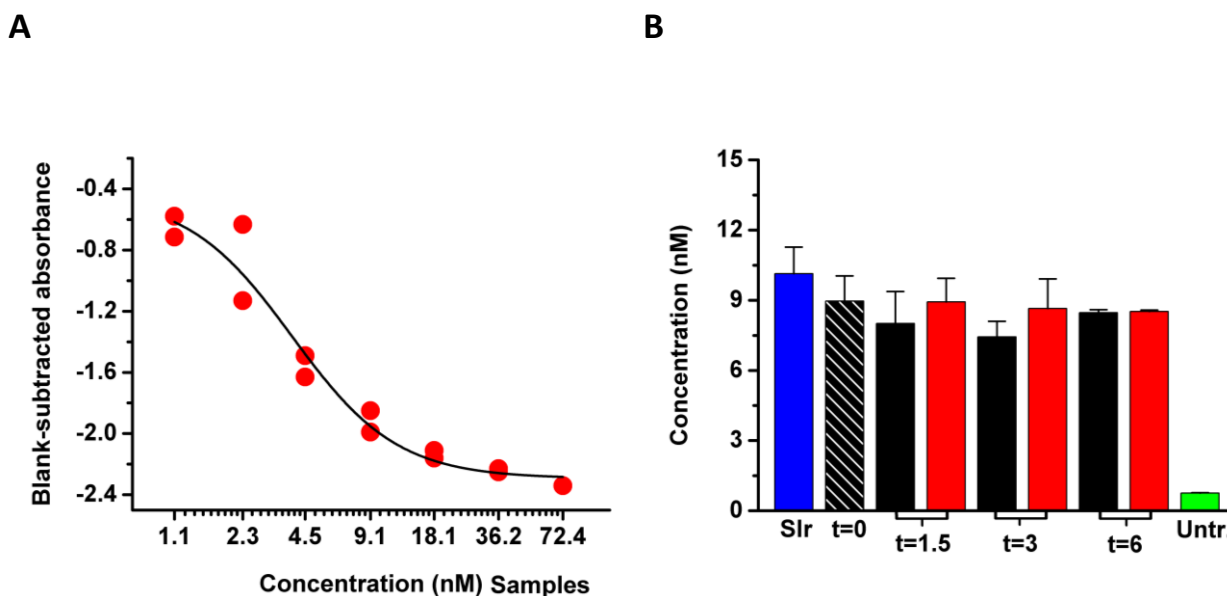 A
B
Blank-subtracted absorbance
-0.4
-0.8
-1.2
-1.6
-2.0
-2.4
1.1 2.3 4.5 9.1 18.1 36.2 72.4
Concentration (nM) Samples
Concentration (nM)
15
12
9
6
3
0
Slr t=0 t=1.5 t=3 t=6 Untr.